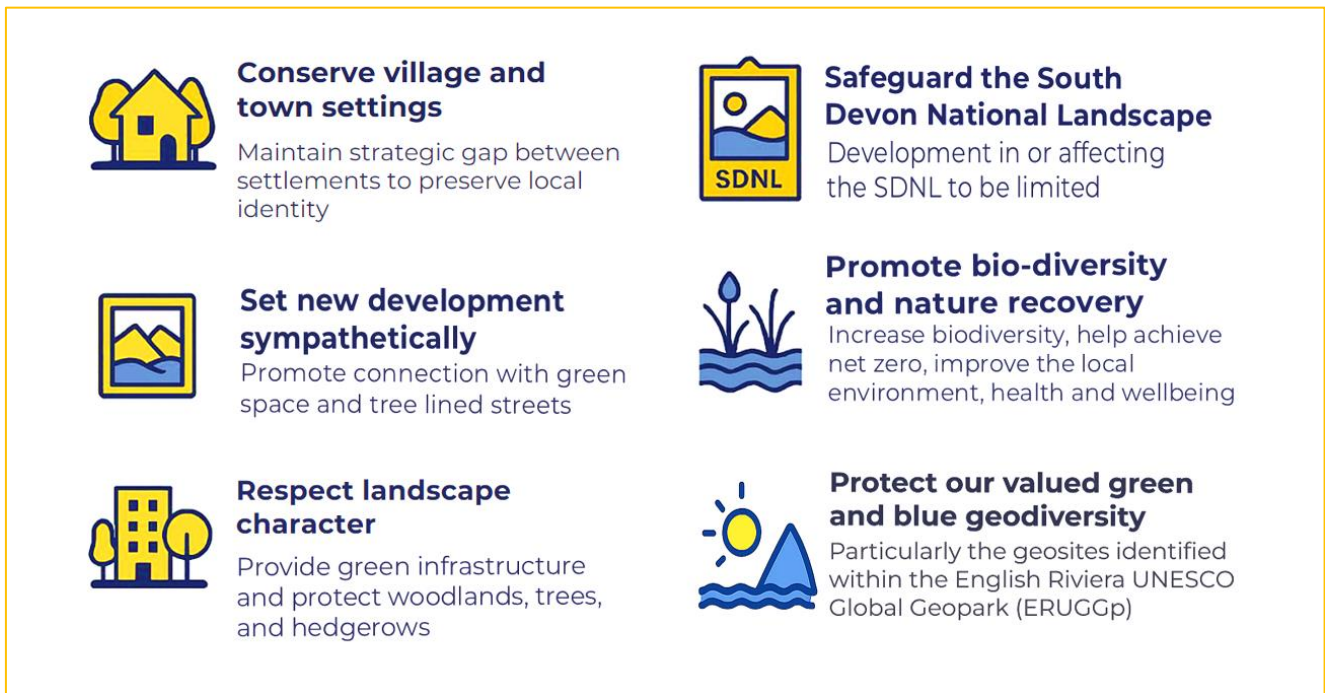 Conserve village and
town settings
Maintain strategic gap between
settlements to preserve local
identity
Set new development
sympathetically
Promote connection with green
space and tree lined streets
Respect landscape
character
Provide green infrastructure
and protect woodlands, trees,
and hedgerows
SDNL
Safeguard the South
Devon National Landscape
Development in or affecting
the SDNL to be limited
Promote bio-diversity
and nature recovery
Increase biodiversity, help achieve
net zero, improve the local
environment, health and wellbeing
Protect our valued green
and blue geodiversity
Particularly the geosites identified
within the English Riviera UNESCO
Global Geopark (ERUGGp)